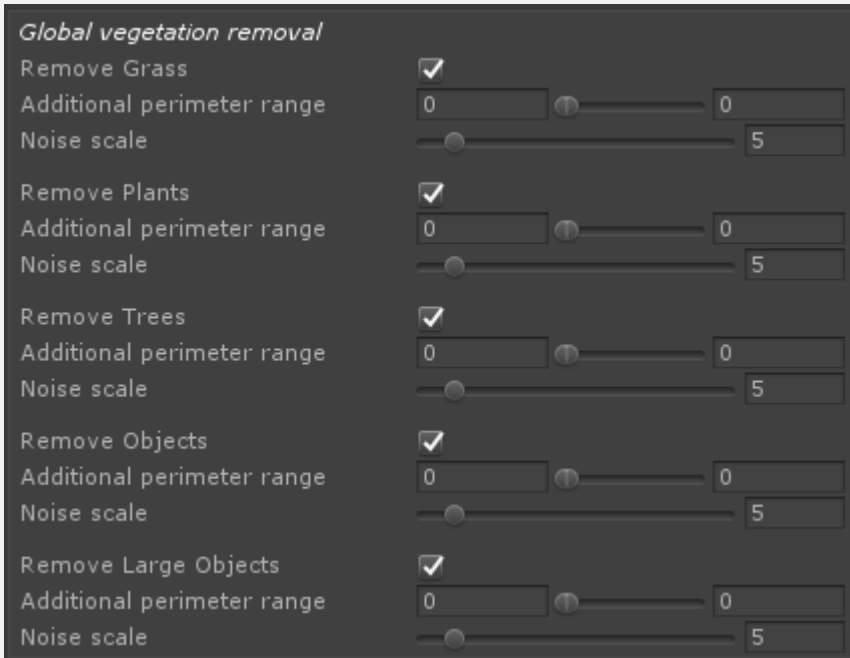 Global vegetation removal
Remove Grass
Additional perimeter range 0 0
Noise scale 5
Remove Plants
Additional perimeter range 0 0
Noise scale 5
Remove Trees
Additional perimeter range 0 0
Noise scale 5
Remove Objects
Additional perimeter range 0 0
Noise scale 5
Remove Large Objects
Additional perimeter range 0 0
Noise scale 5